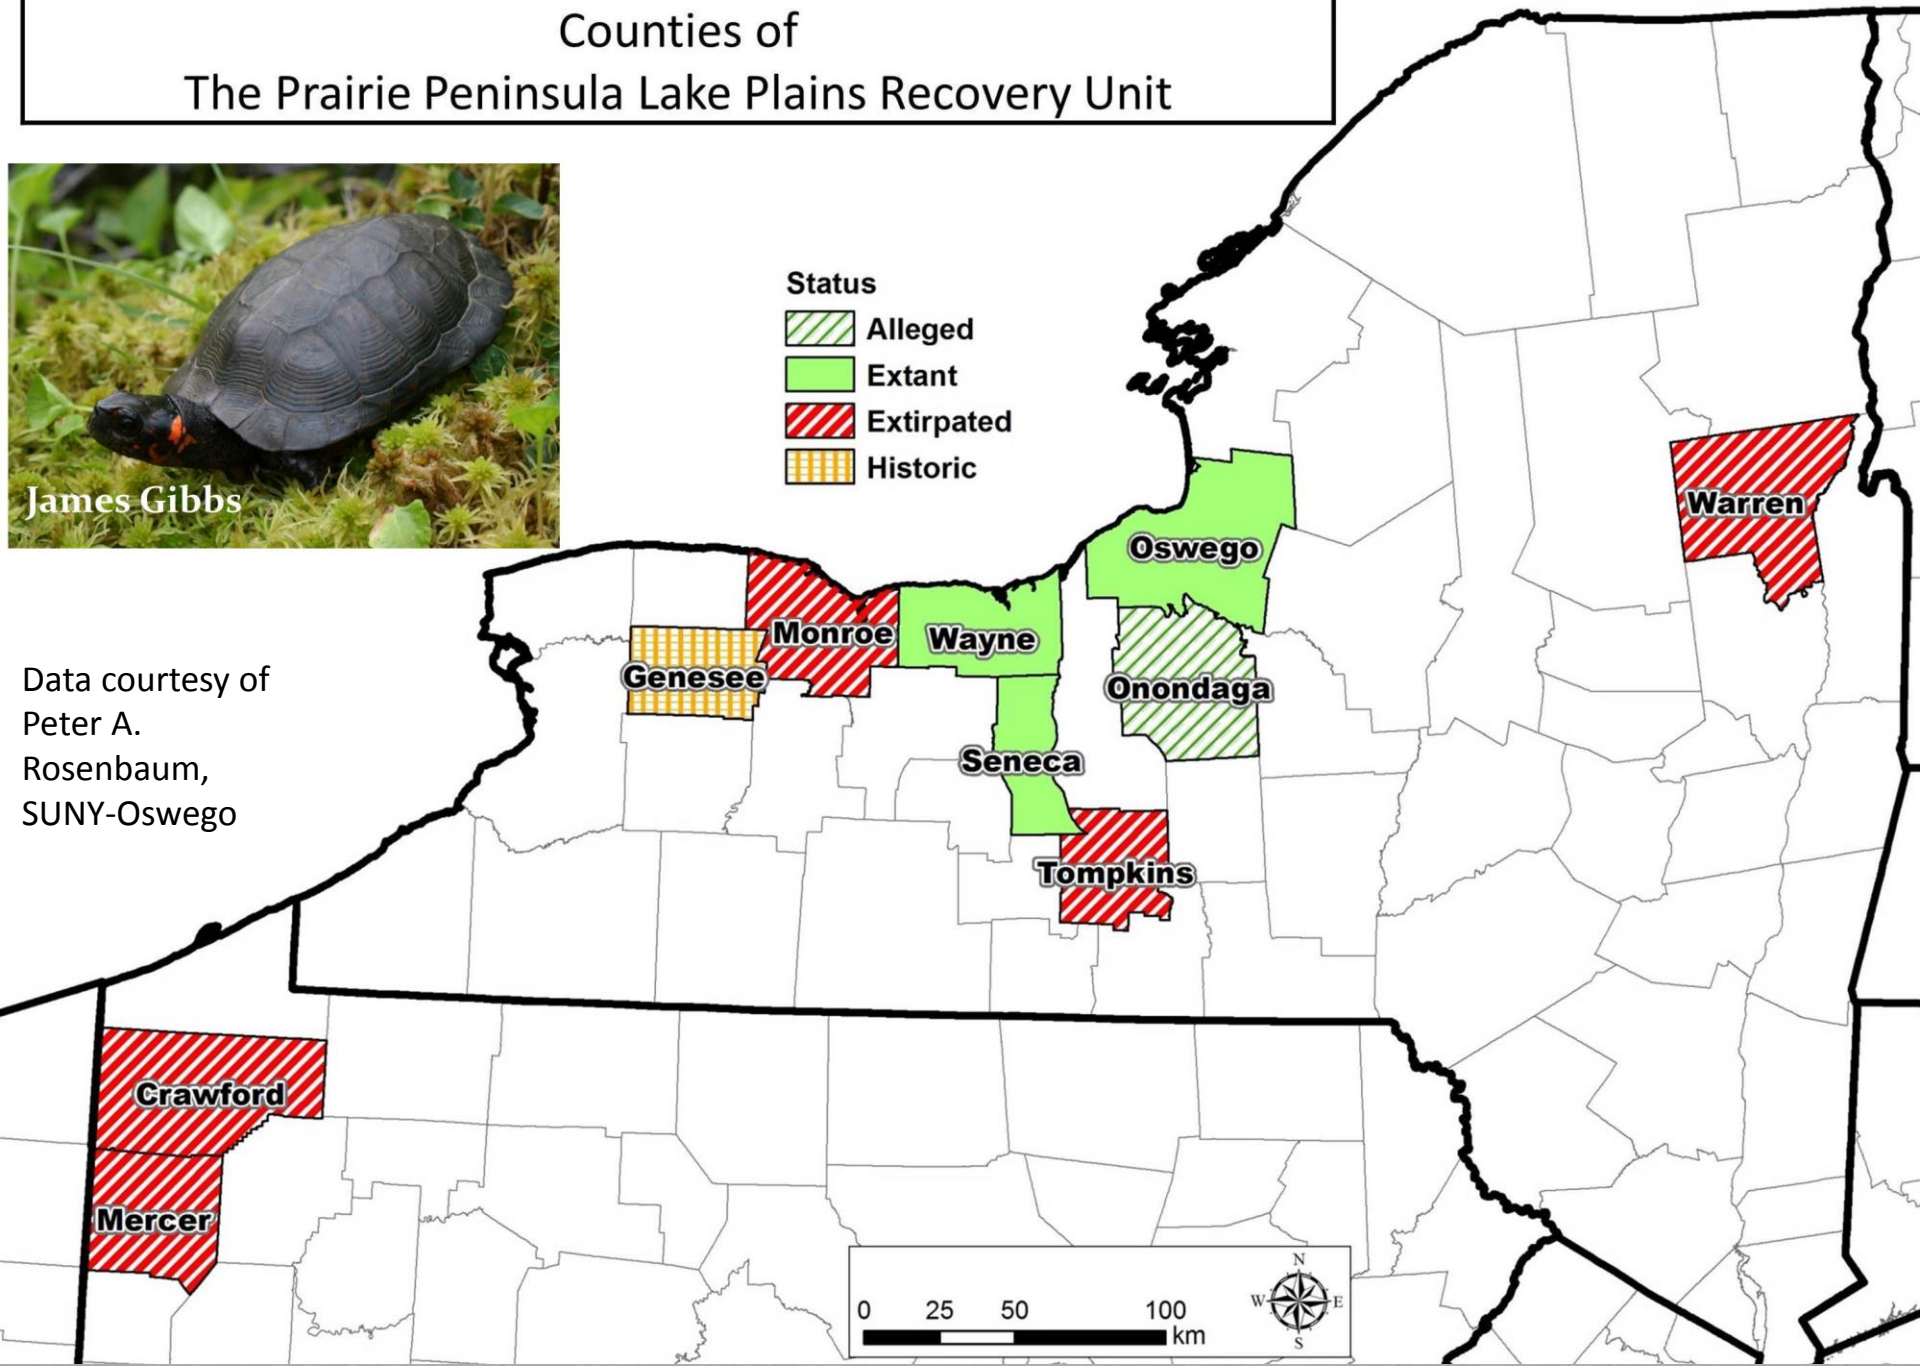 Counties of
The Prairie Peninsula Lake Plains Recovery Unit
James Gibbs
Status
Alleged
Extant
Extirpated
Historic
Data courtesy of
Peter A.
Rosenbaum,
SUNY-Oswego
Warren
Oswego
Monroe
Wayne
Genesee
Onondaga
Seneca
Tompkins
Crawford
Mercer
0 25 50 100
km
N
W E
S